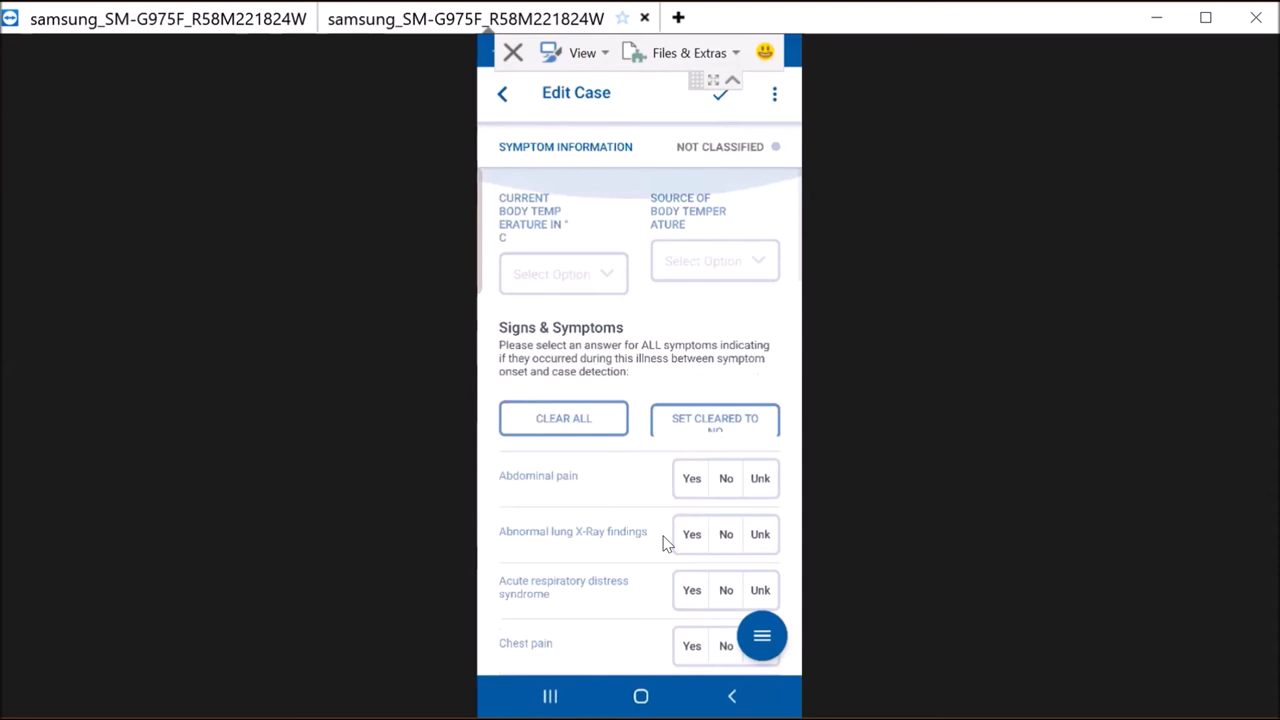 samsung_SM-G975F_R58M221824W
samsung_SM-G975F_R58M221824W
View
Files & Extras
Edit Case
SYMPTOM INFORMATION
NOT CLASSIFIED
CURRENT
BODY TEMP
ERATURE IN °
C
SOURCE OF
BODY TEMPER
ATURE
Select Option
Select Option
Signs & Symptoms
Please select an answer for ALL symptoms indicating
if they occurred during this illness between symptom
onset and case detection:
CLEAR ALL
SET CLEARED TO
NO
Abdominal pain
Yes No Unk
Abnormal lung X-Ray findings
Yes No Unk
Acute respiratory distress
syndrome
Yes No Unk
Chest pain
Yes No